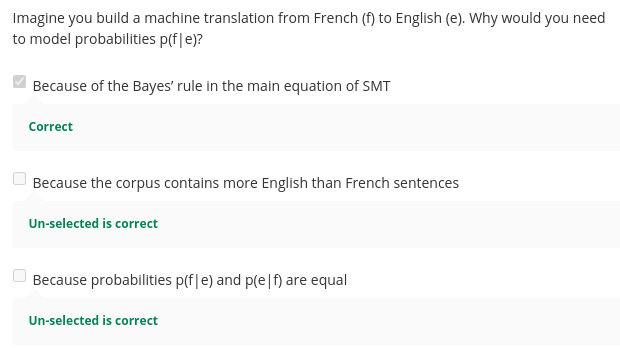 Imagine you build a machine translation from French (f) to English (e). Why would you need
to model probabilities p(f|e)?
Because of the Bayes’ rule in the main equation of SMT
Correct
Because the corpus contains more English than French sentences
Un-selected is correct
Because probabilities p(f|e) and p(e|f) are equal
Un-selected is correct